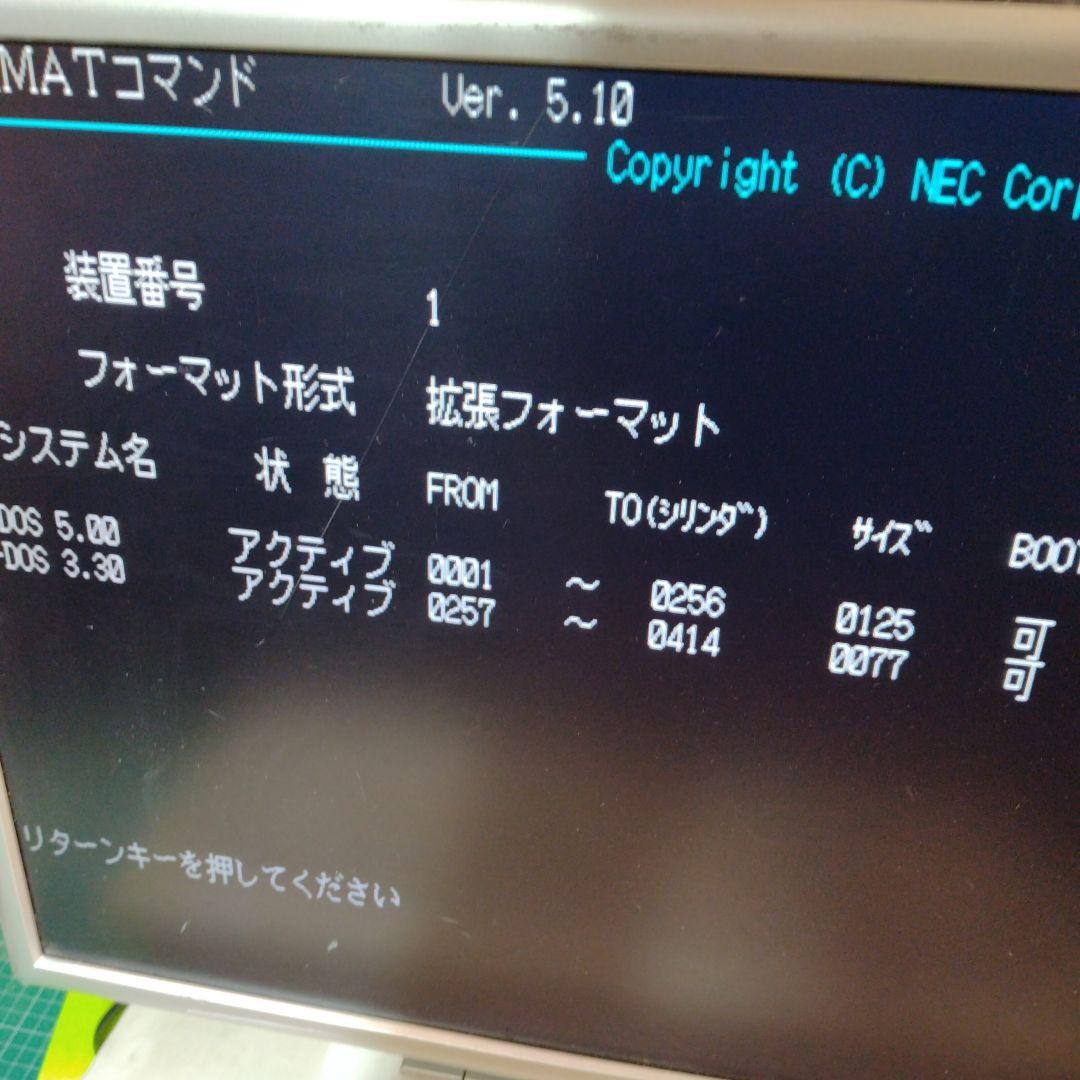 MATコマンド Ver. 5.10
Copyright (C) NEC Corp
装置番号 1
フォーマット形式 拡張フォーマット
システム名 状 態 FROM TO(シリンダ) サイズ BOOT
DOS 5.00 アクティブ 0001 ～ 0256 0125 可
-DOS 3.30 アクティブ 0257 ～ 0414 0077 可
リターンキーを押してください